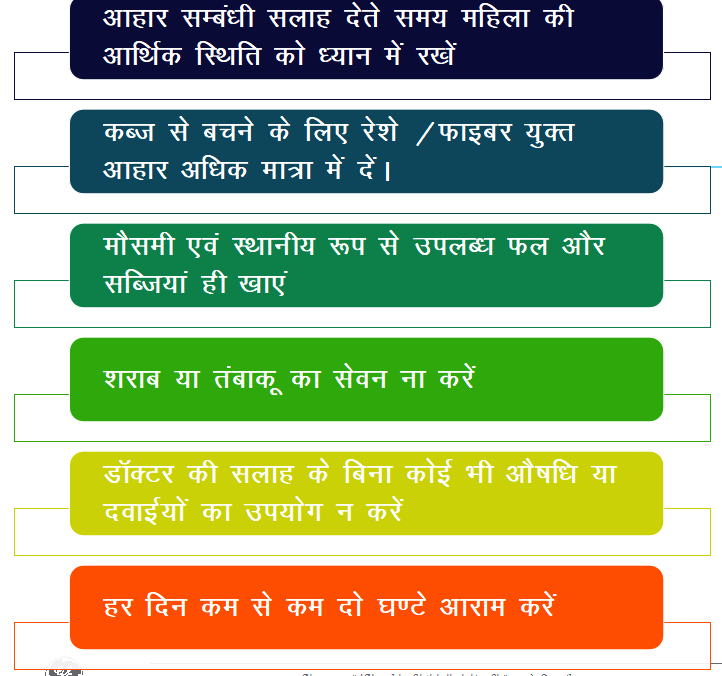 आहार सम्बंधी सलाह देते समय महिला की
आर्थिक स्थिति को ध्यान में रखें
कब्ज से बचने के लिए रेशे /फाइबर युक्त
आहार अधिक मात्रा में दें।
मौसमी एवं स्थानीय रूप से उपलब्ध फल और
सब्जियां ही खाएं
शराब या तंबाकू का सेवन ना करें
डॉक्टर की सलाह के बिना कोई भी औषधि या
दवाईयों का उपयोग न करें
हर दिन कम से कम दो घण्टे आराम करें